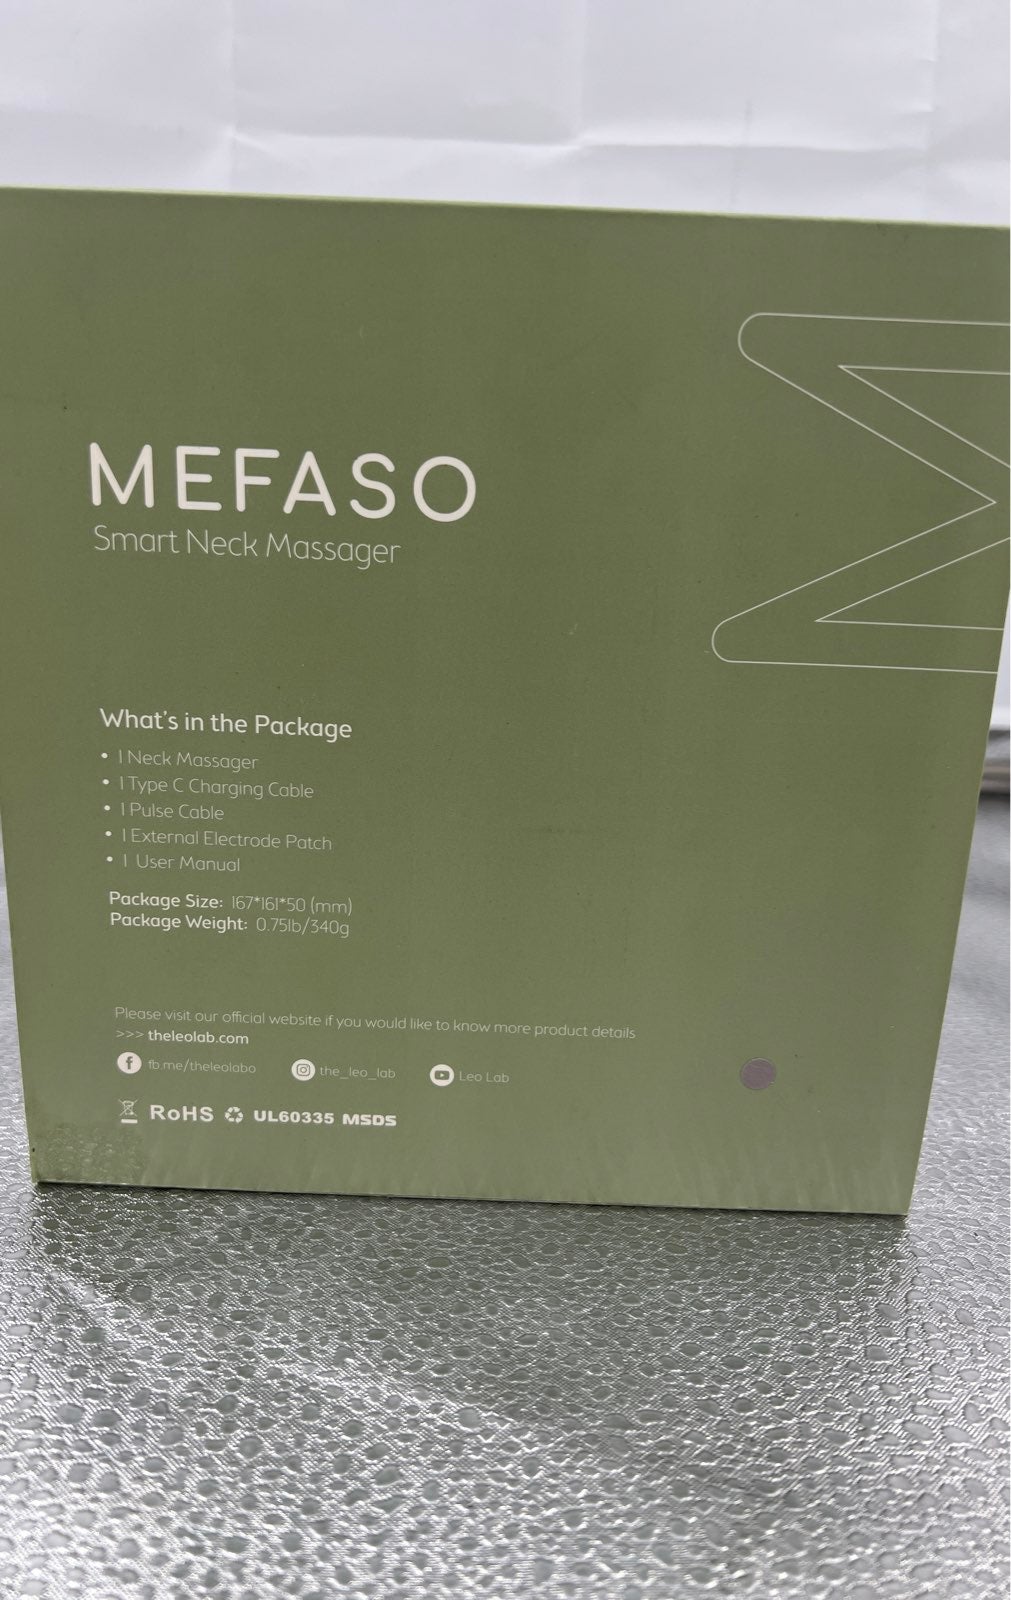 MEFASO
Smart Neck Massager
What's in the Package
• 1 Neck Massager
• 1 Type C Charging Cable
• 1 Pulse Cable
• 1 External Electrode Patch
• 1 User Manual
Package Size: 167*161*50 (mm)
Package Weight: 0.75lb/340g
Please visit our official website if you would like to know more product details
>>> theleolab.com
fb.me/theleolabo the_leo_lab Leo Lab
RoHS UL60335 MSDS